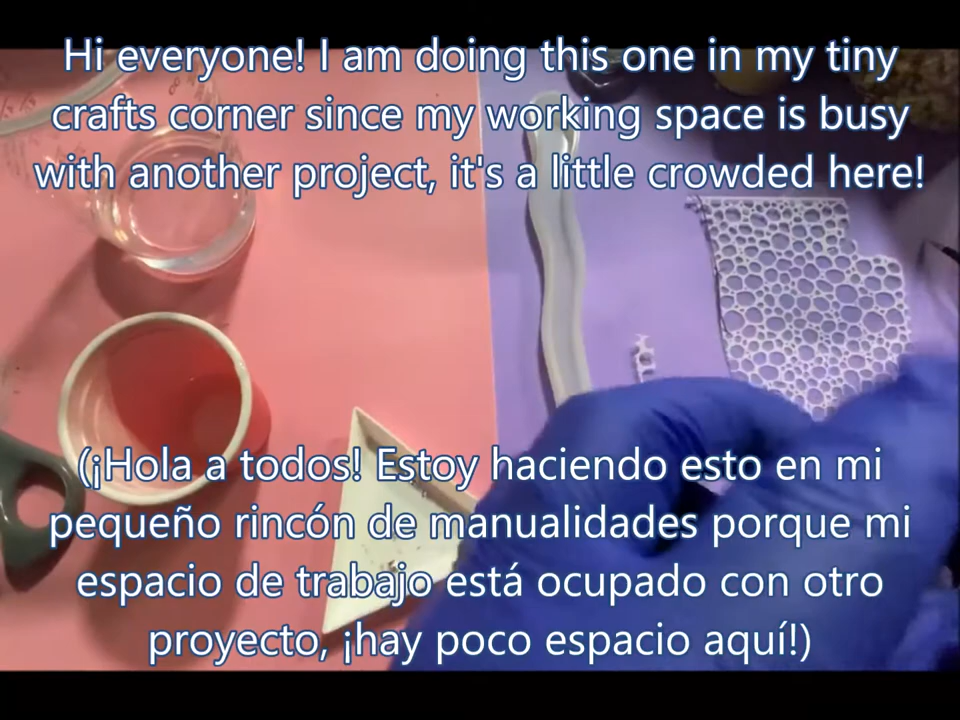 Hi everyone! I am doing this one in my tiny
crafts corner since my working space is busy
with another project, it's a little crowded here!
(¡Hola a todos! Estoy haciendo esto en mi
pequeño rincón de manualidades porque mi
espacio de trabajo está ocupado con otro
proyecto, ¡hay poco espacio aquí!)